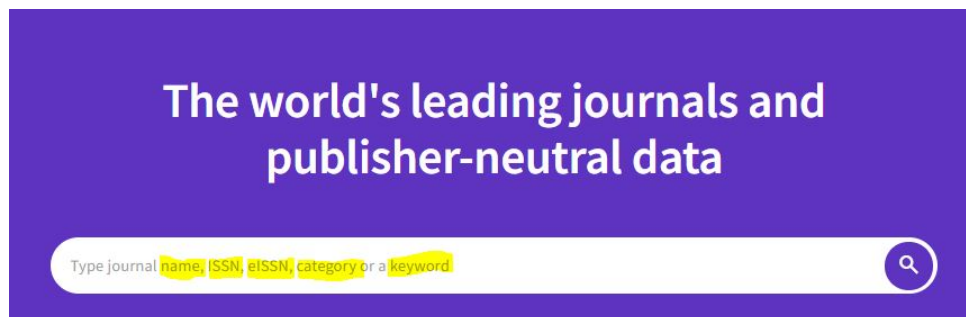 The world's leading journals and
publisher-neutral data
Type journal name, ISSN, eISSN, category or a keyword